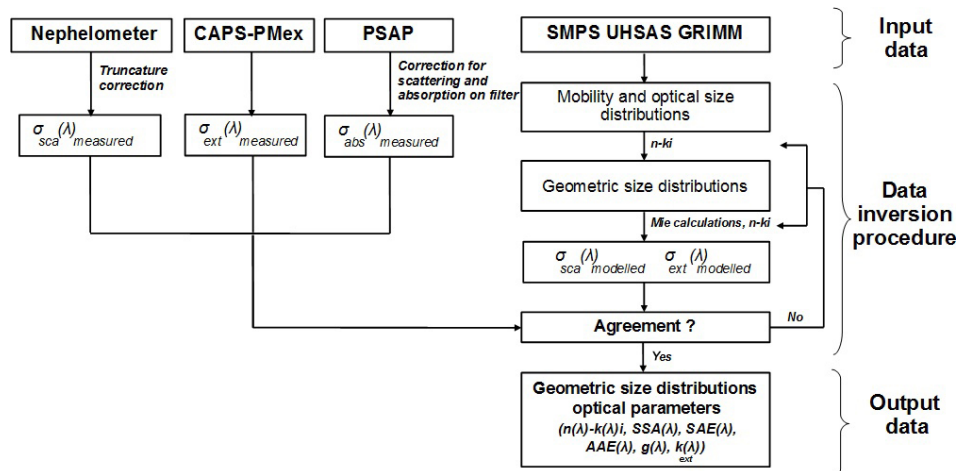 Nephelometer
CAPS-PMex
PSAP
SMPS UHSAS GRIMM
Input
data
Truncature
correction
Correction for
scattering and
absorption on filter
Mobility and optical size
distributions
σsca(λ)measured
σext(λ)measured
σabs(λ)measured
n-ki
Geometric size distributions
Mie calculations, n-ki
Data
inversion
procedure
σsca(λ)modelled σext(λ)modelled
Agreement ?
No
Yes
Geometric size distributions
optical parameters
(n(λ)-k(λ)i, SSA(λ), SAE(λ),
AAE(λ), g(λ), kext(λ))
Output
data